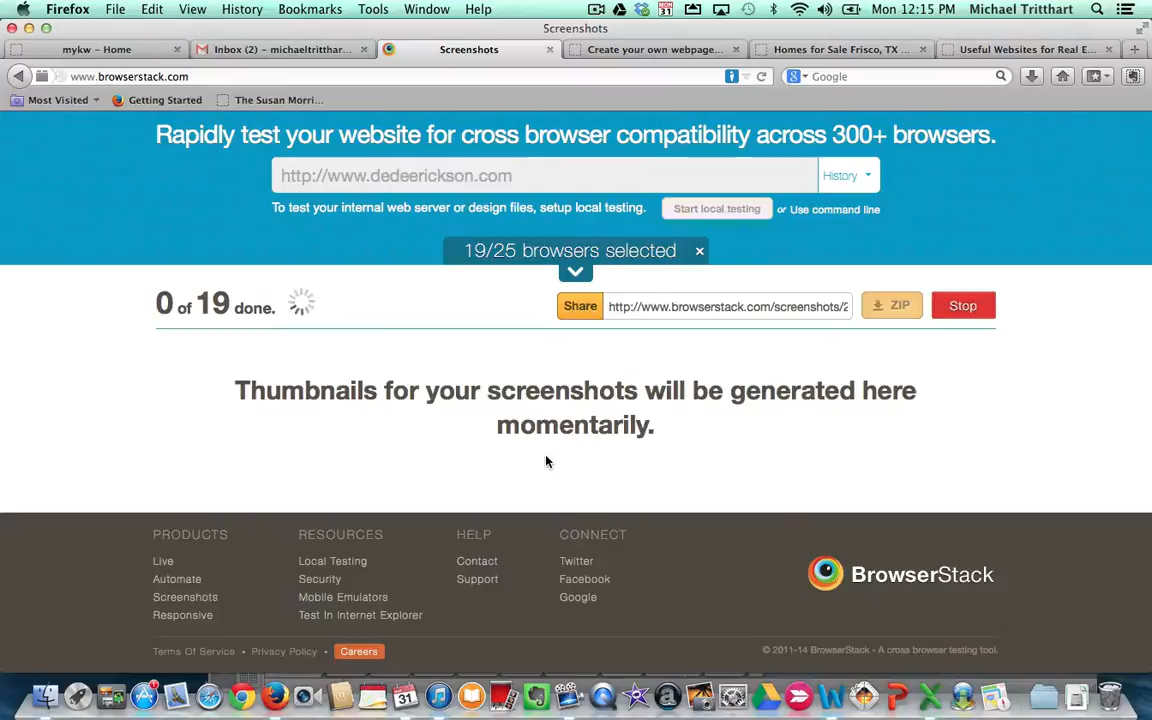 Firefox File Edit View History Bookmarks Tools Window Help 31 Mon 12:15 PM Michael Tritthart
Screenshots
mykw - Home × Inbox (2) - michaeltritthar... × Screenshots × Create your own webpage... × Homes for Sale Frisco, TX ... × Useful Websites for Real E... × +
www.browserstack.com Google
Most Visited Getting Started The Susan Morri...
Rapidly test your website for cross browser compatibility across 300+ browsers.
http://www.dedeerickson.com History
To test your internal web server or design files, setup local testing. Start local testing or Use command line
19/25 browsers selected ×
0 of 19 done. Share http://www.browserstack.com/screenshots/2 ZIP Stop
Thumbnails for your screenshots will be generated here
momentarily.
PRODUCTS RESOURCES HELP CONNECT
Live Local Testing Contact Twitter
Automate Security Support Facebook
Screenshots Mobile Emulators Google
Responsive Test In Internet Explorer
BrowserStack
Terms Of Service • Privacy Policy • Careers © 2011-14 BrowserStack - A cross browser testing tool.
31